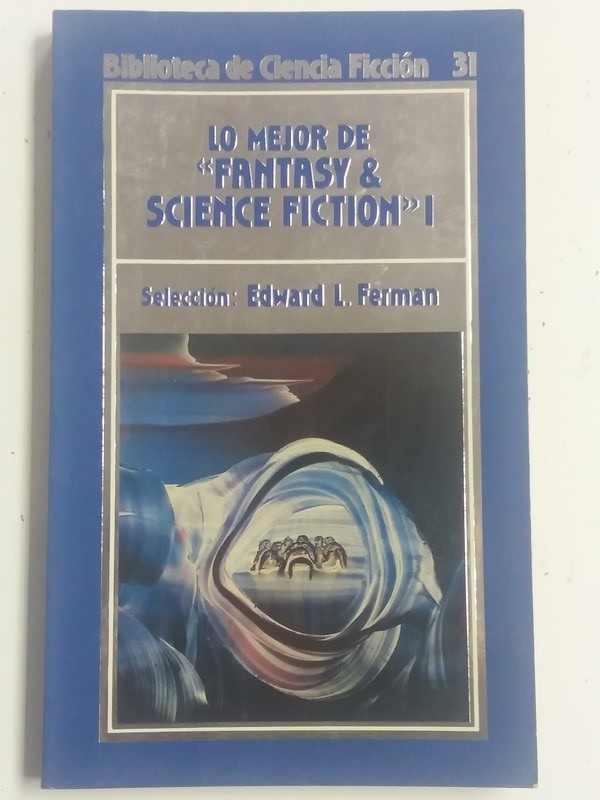 Biblioteca de Ciencia Ficción 31
LO MEJOR DE
«FANTASY &
SCIENCE FICTION» I
Selección: Edward L. Ferman